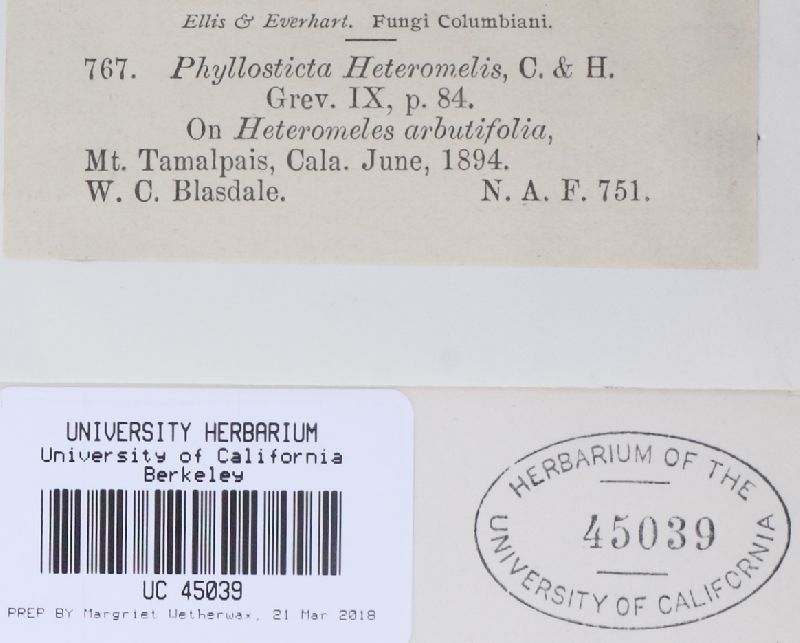 Ellis & Everhart. Fungi Columbiani.
767. Phyllosticta Heteromelis, C. & H.
Grev. IX, p. 84.
On Heteromeles arbutifolia,
Mt. Tamalpais, Cala. June, 1894.
W. C. Blasdale. N. A. F. 751.
UNIVERSITY HERBARIUM
University of California
Berkeley
UC 45039
PREP BY Margriet Wetherwax, 21 Mar 2018
HERBARIUM OF THE
45039
UNIVERSITY OF CALIFORNIA